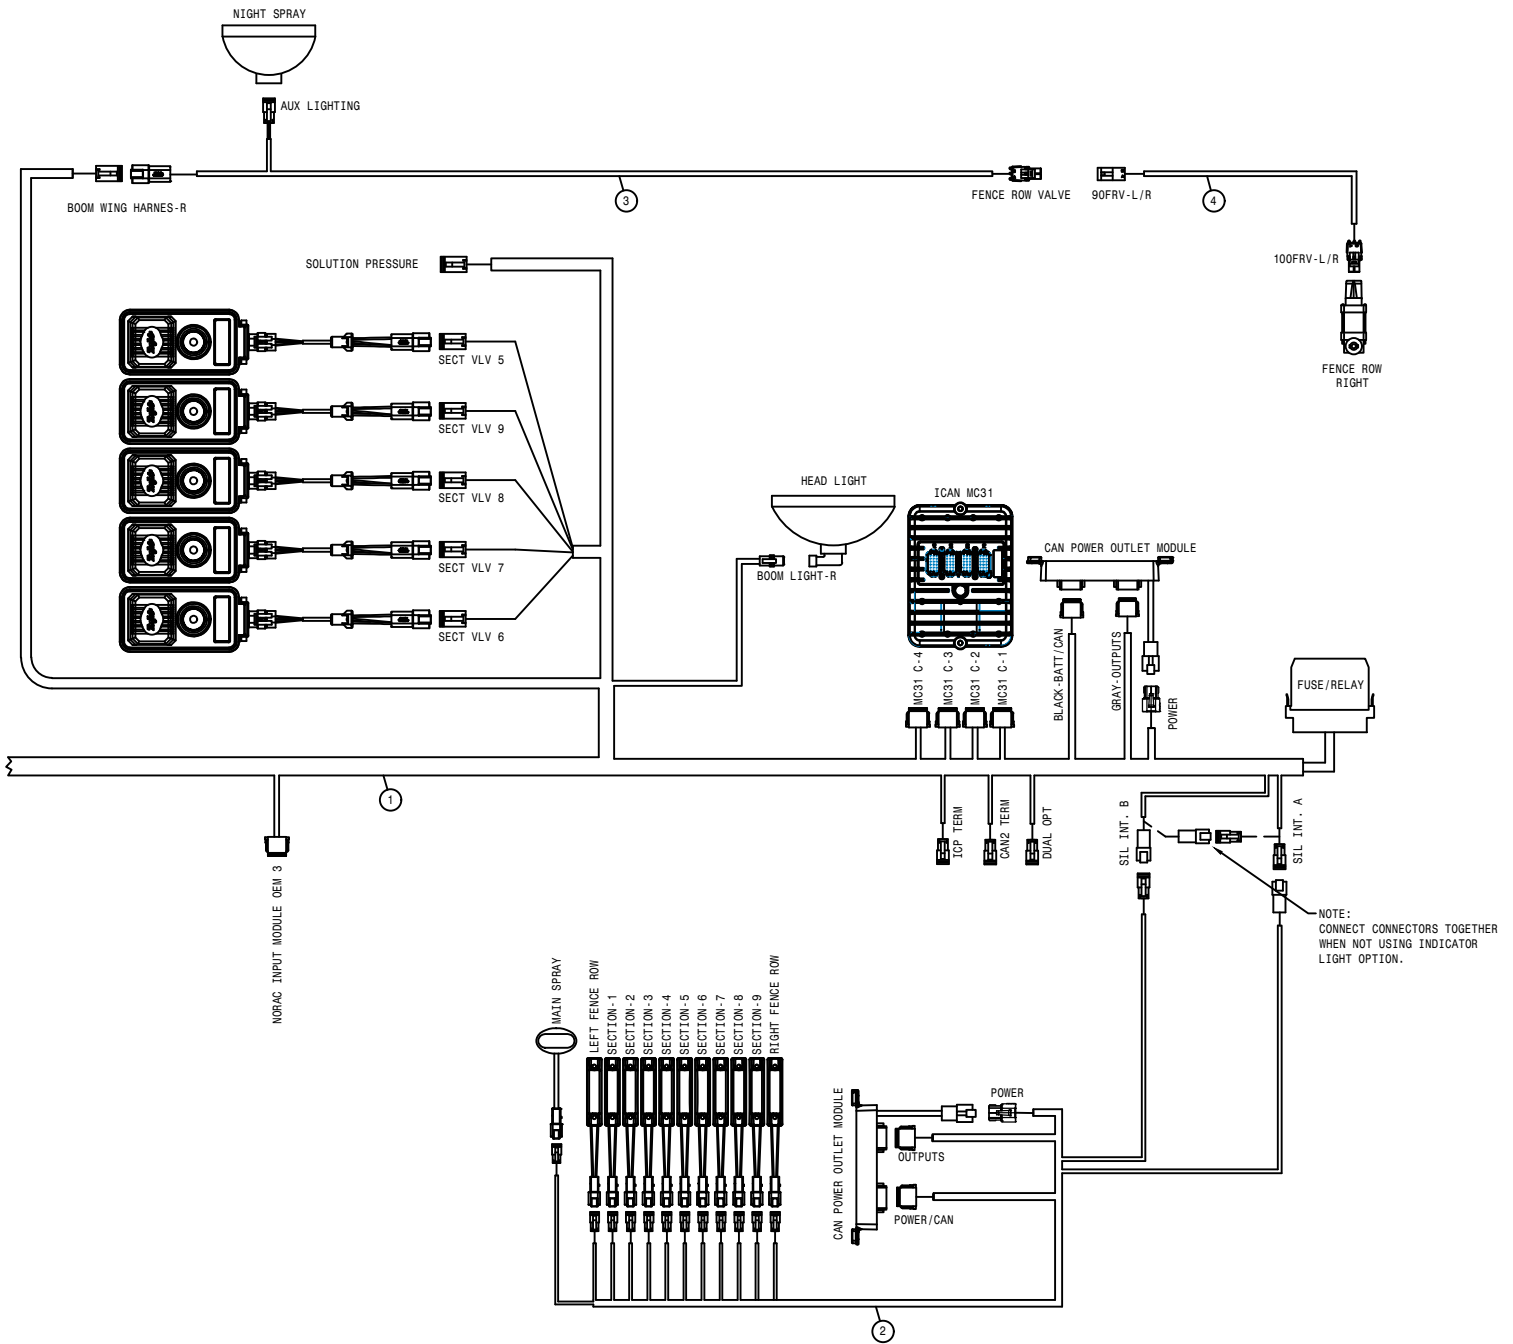 NIGHT SPRAY
AUX LIGHTING
BOOM WING HARNES-R
3
FENCE ROW VALVE
90FRV-L/R
4
100FRV-L/R
FENCE ROW
RIGHT
SOLUTION PRESSURE
SECT VLV 5
SECT VLV 9
SECT VLV 8
SECT VLV 7
SECT VLV 6
HEAD LIGHT
BOOM LIGHT-R
ICAN MC31
MC31 C-4
MC31 C-3
MC31 C-2
MC31 C-1
CAN POWER OUTLET MODULE
BLACK-BATT/CAN
GRAY-OUTPUTS
POWER
FUSE/RELAY
1
NORAC INPUT MODULE OEM 3
ICP TERM
CAN2 TERM
DUAL OPT
SIL INT. B
SIL INT. A
NOTE:
CONNECT CONNECTORS TOGETHER
WHEN NOT USING INDICATOR
LIGHT OPTION.
MAIN SPRAY
LEFT FENCE ROW
SECTION-1
SECTION-2
SECTION-3
SECTION-4
SECTION-5
SECTION-6
SECTION-7
SECTION-8
SECTION-9
RIGHT FENCE ROW
CAN POWER OUTLET MODULE
POWER
OUTPUTS
POWER/CAN
2